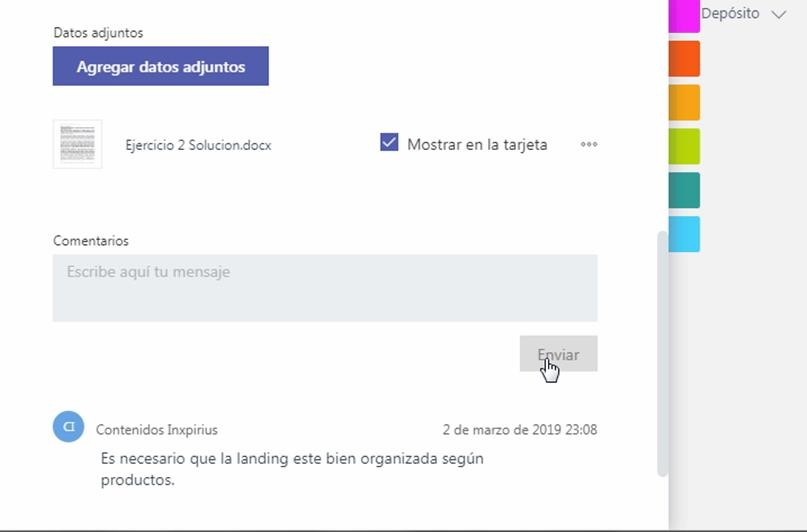 Depósito
Datos adjuntos
Agregar datos adjuntos
Ejercicio 2 Solucion.docx
Mostrar en la tarjeta
Comentarios
Escribe aquí tu mensaje
Enviar
CI
Contenidos Inxpirius
2 de marzo de 2019 23:08
Es necesario que la landing este bien organizada según
productos.